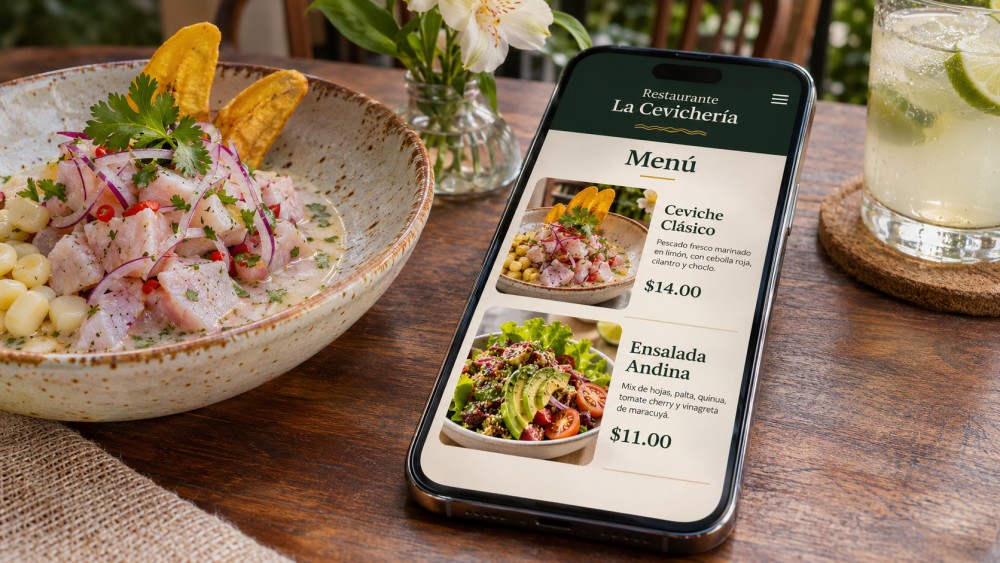 Restaurante
La Cevichería
Menú
Ceviche
Clásico
Pescado fresco marinado
en limón, con cebolla roja,
cilantro y choclo.
$14.00
Ensalada
Andina
Mix de hojas, palta, quinua,
tomate cherry y vinagreta
de maracuyá.
$11.00